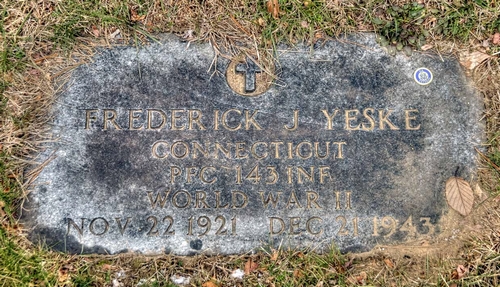 FREDERICK J YESKE
CONNECTICUT
PFC 143 INF
WORLD WAR II
NOV 22 1921 DEC 21 1943